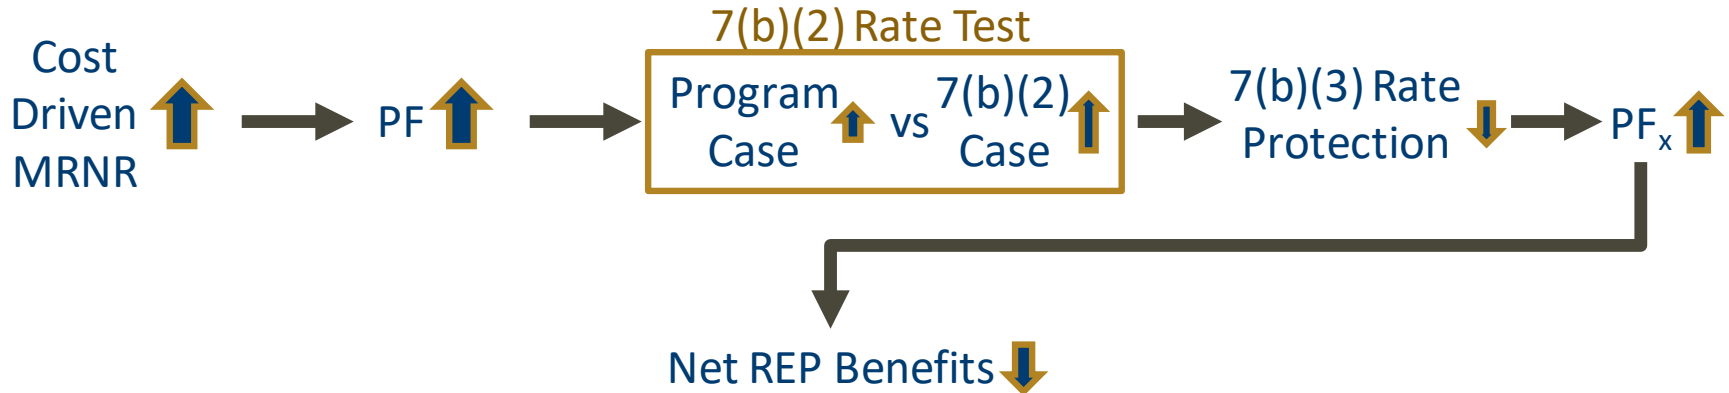 7(b)(2) Rate Test
Cost
Driven
MRNR
PF
Program
Case
vs
7(b)(2)
Case
7(b)(3) Rate
Protection
PFx
Net REP Benefits